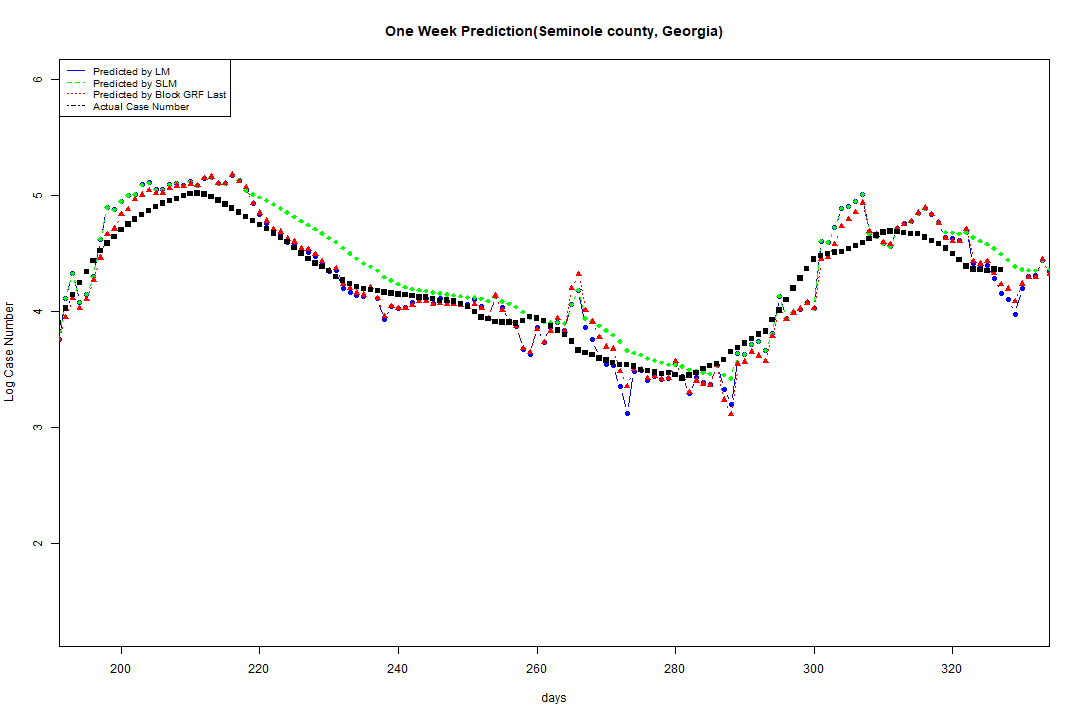 One Week Prediction(Seminole county, Georgia)
Predicted by LM
Predicted by SLM
Predicted by Block GRF Last
Actual Case Number
6
5
4
3
2
Log Case Number
200 220 240 260 280 300 320
days